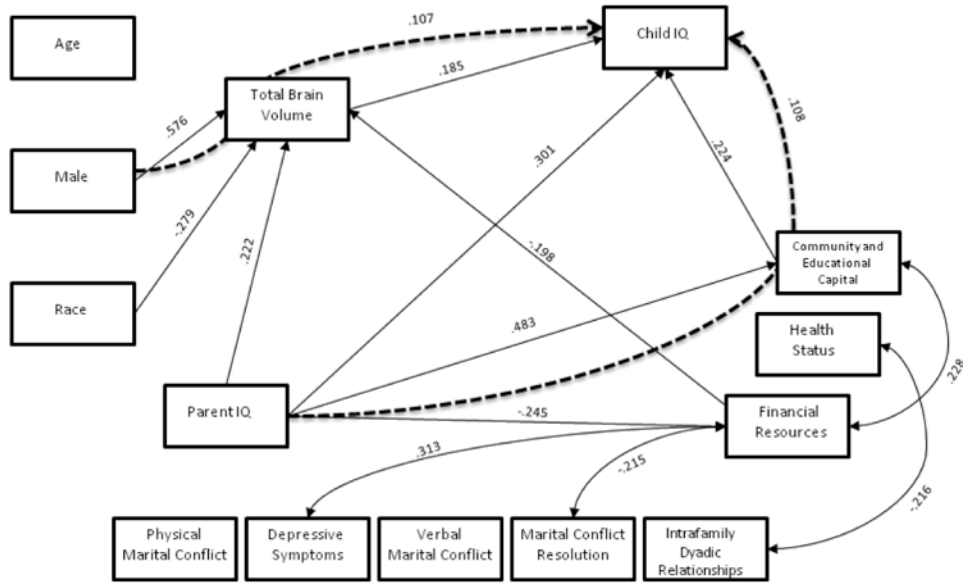 Age
.107
Child IQ
.185
Total Brain
Volume
.576
.108
Male
.301
.224
-.279
-.198
.222
Community and
Educational
Capital
Race
.483
Health
Status
.228
Parent IQ
-.245
Financial
Resources
.313
-.215
-.216
Physical
Marital Conflict
Depressive
Symptoms
Verbal
Marital Conflict
Marital Conflict
Resolution
Intrafamily
Dyadic
Relationships